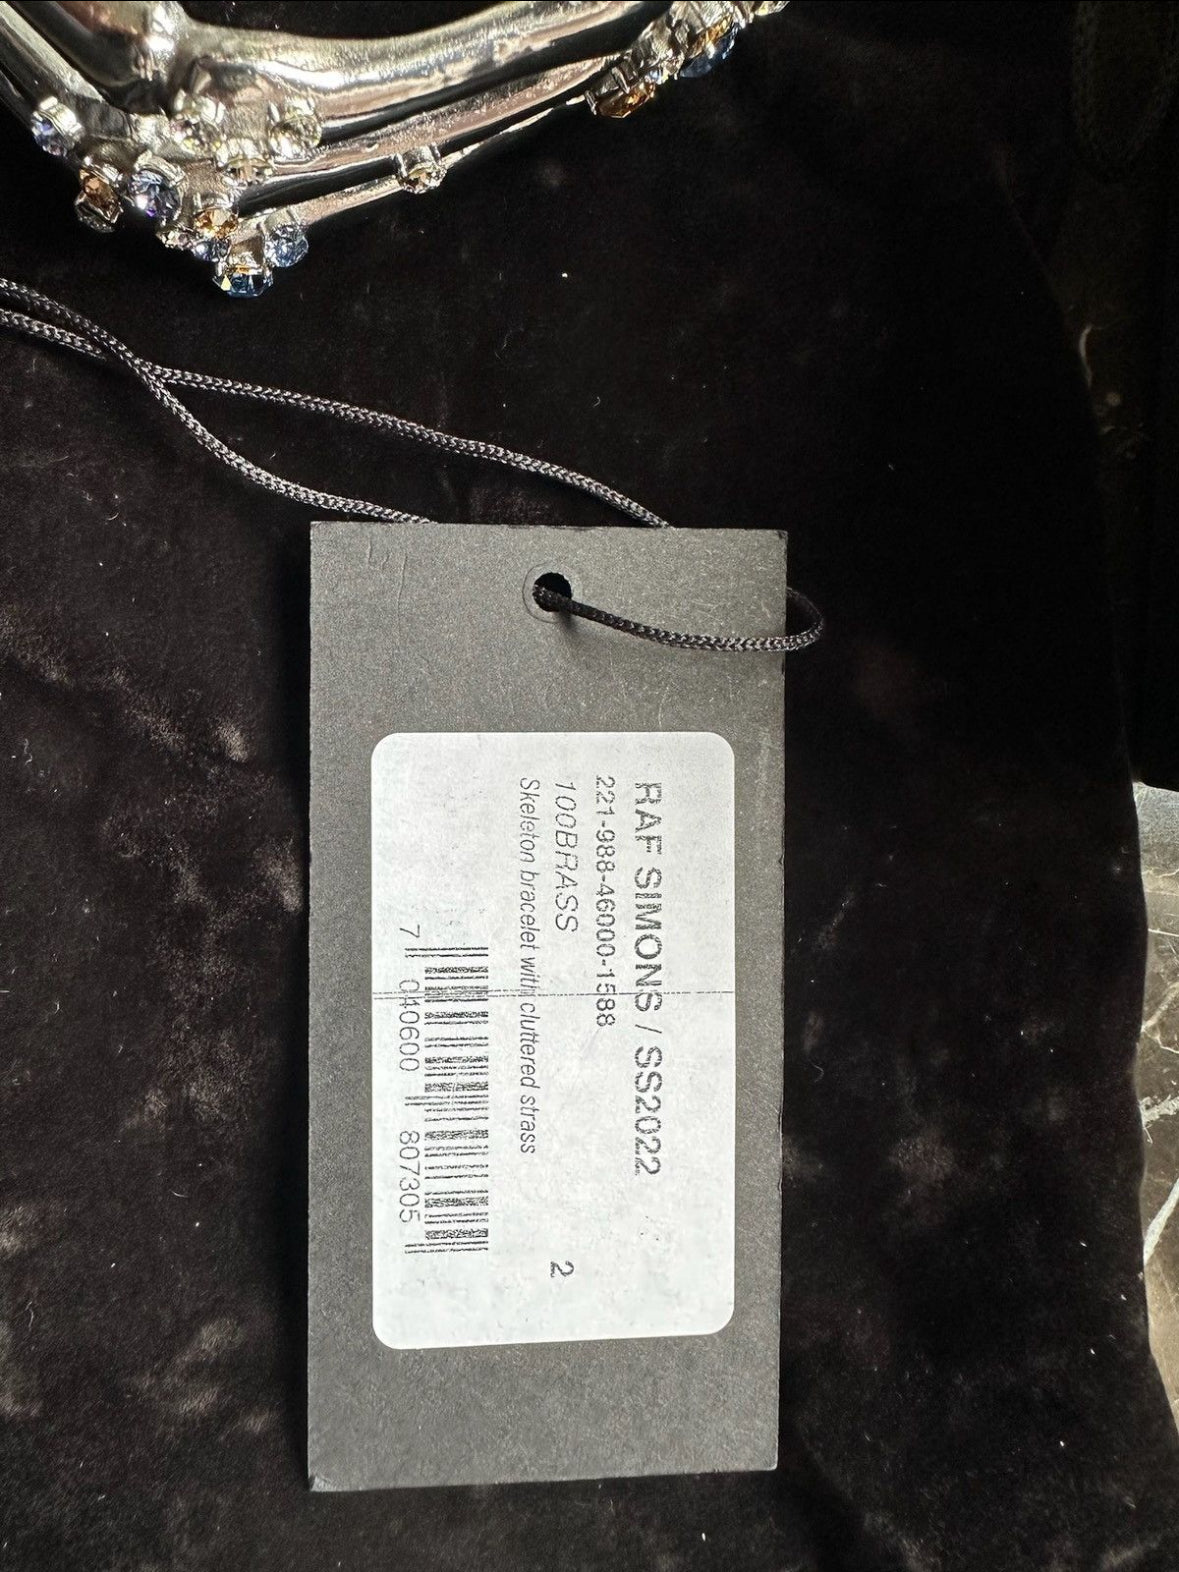 RAF SIMONS / SS2022
221-988-46000-1588
100BRASS
2
Skeleton bracelet with cluttered strass
7 040600 807305